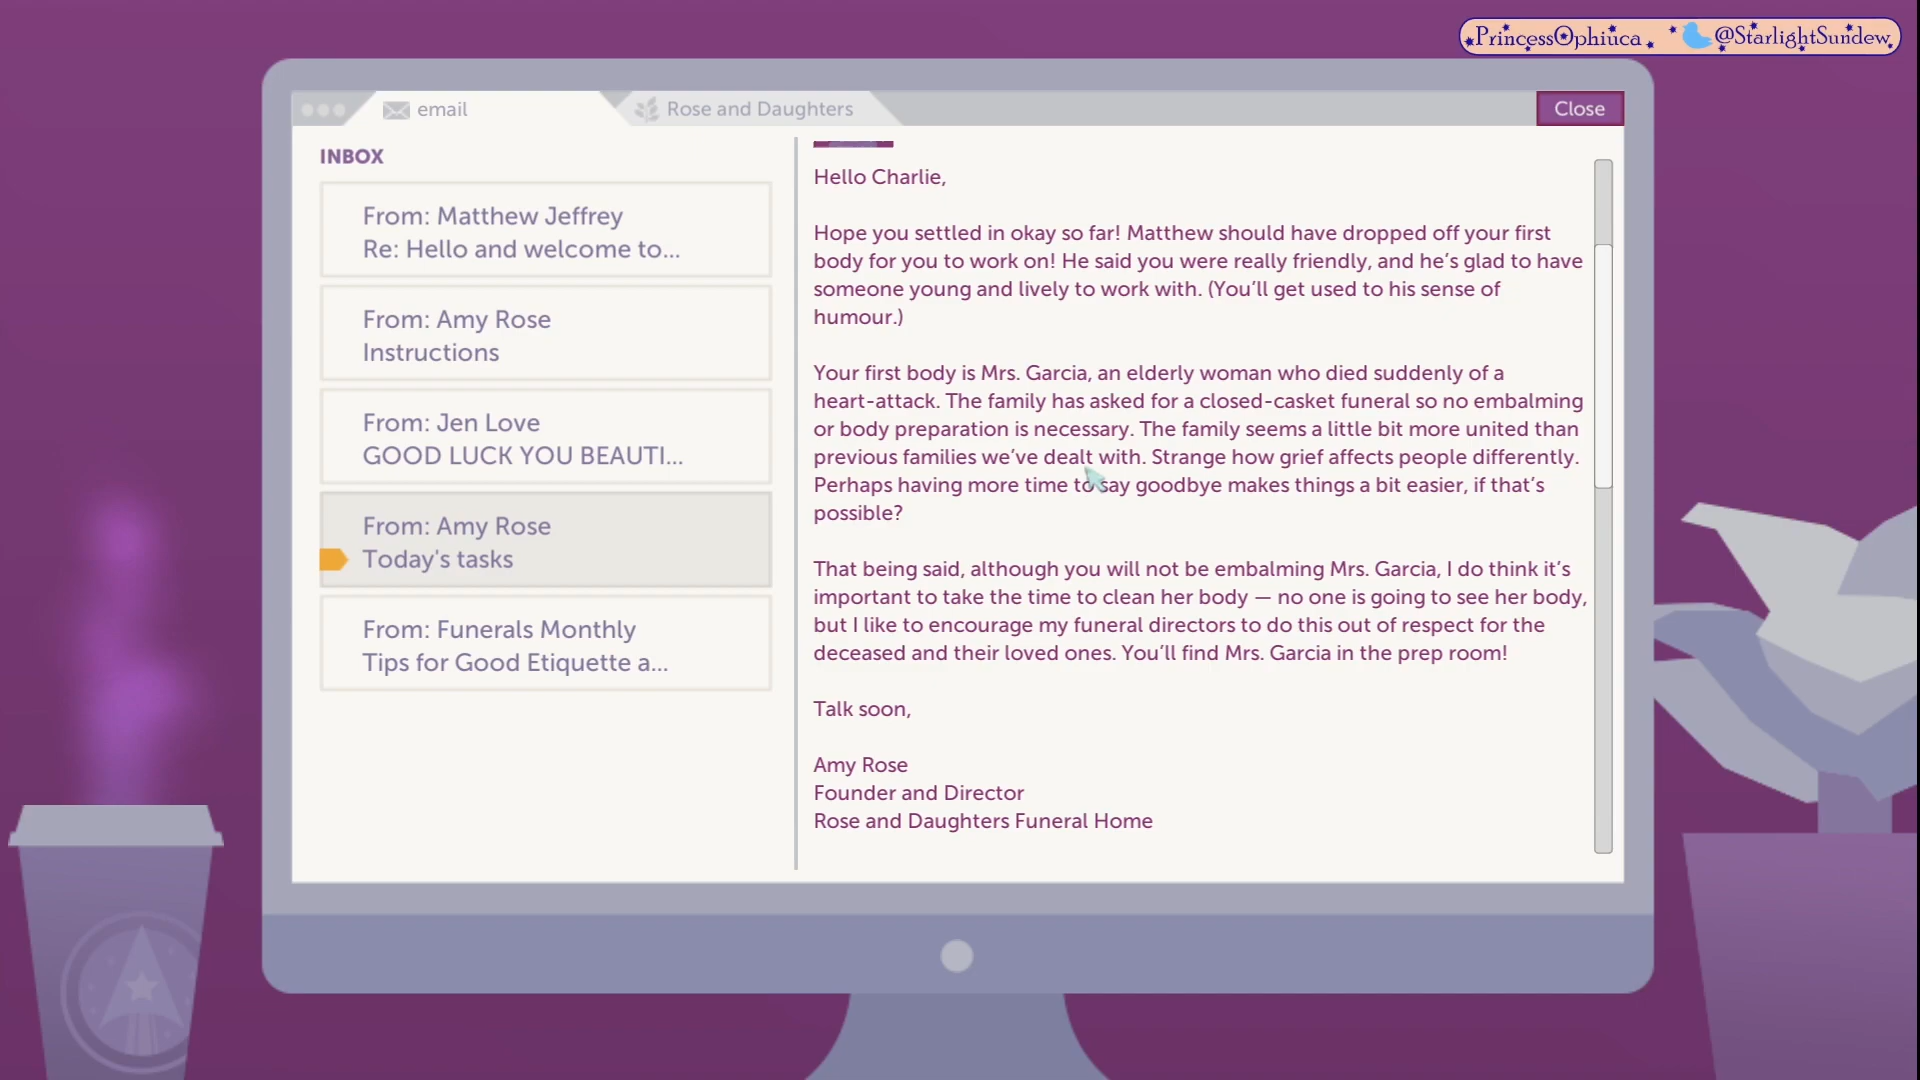 PrincessOphiuca @StarlightSundew
email
Rose and Daughters
Close
INBOX
From: Matthew Jeffrey
Re: Hello and welcome to...
From: Amy Rose
Instructions
From: Jen Love
GOOD LUCK YOU BEAUTI...
From: Amy Rose
Today's tasks
From: Funerals Monthly
Tips for Good Etiquette a...
Hello Charlie,
Hope you settled in okay so far! Matthew should have dropped off your first
body for you to work on! He said you were really friendly, and he’s glad to have
someone young and lively to work with. (You’ll get used to his sense of
humour.)
Your first body is Mrs. Garcia, an elderly woman who died suddenly of a
heart-attack. The family has asked for a closed-casket funeral so no embalming
or body preparation is necessary. The family seems a little bit more united than
previous families we’ve dealt with. Strange how grief affects people differently.
Perhaps having more time to say goodbye makes things a bit easier, if that’s
possible?
That being said, although you will not be embalming Mrs. Garcia, I do think it’s
important to take the time to clean her body — no one is going to see her body,
but I like to encourage my funeral directors to do this out of respect for the
deceased and their loved ones. You’ll find Mrs. Garcia in the prep room!
Talk soon,
Amy Rose
Founder and Director
Rose and Daughters Funeral Home